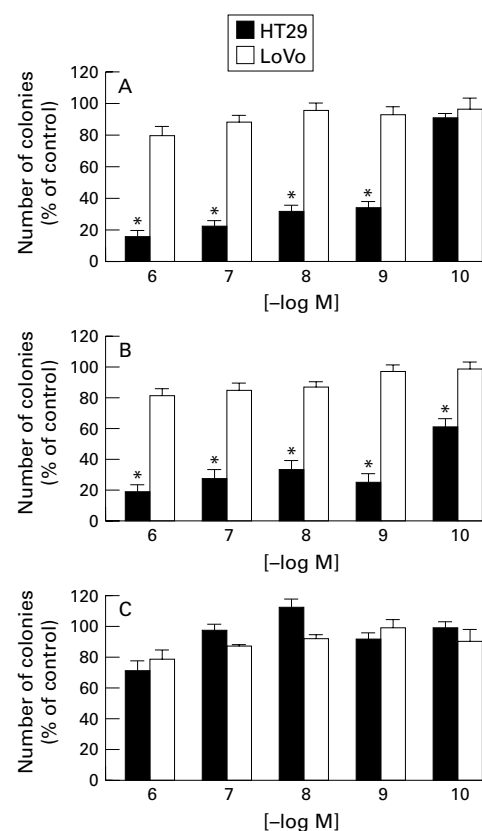 HT29
LoVo
A
Number of colonies
(% of control)
120
100
80
60
40
20
0
*
*
*
*
6 7 8 9 10
[–log M]
B
Number of colonies
(% of control)
120
100
80
60
40
20
0
*
*
*
*
*
6 7 8 9 10
[–log M]
C
Number of colonies
(% of control)
120
100
80
60
40
20
0
6 7 8 9 10
[–log M]